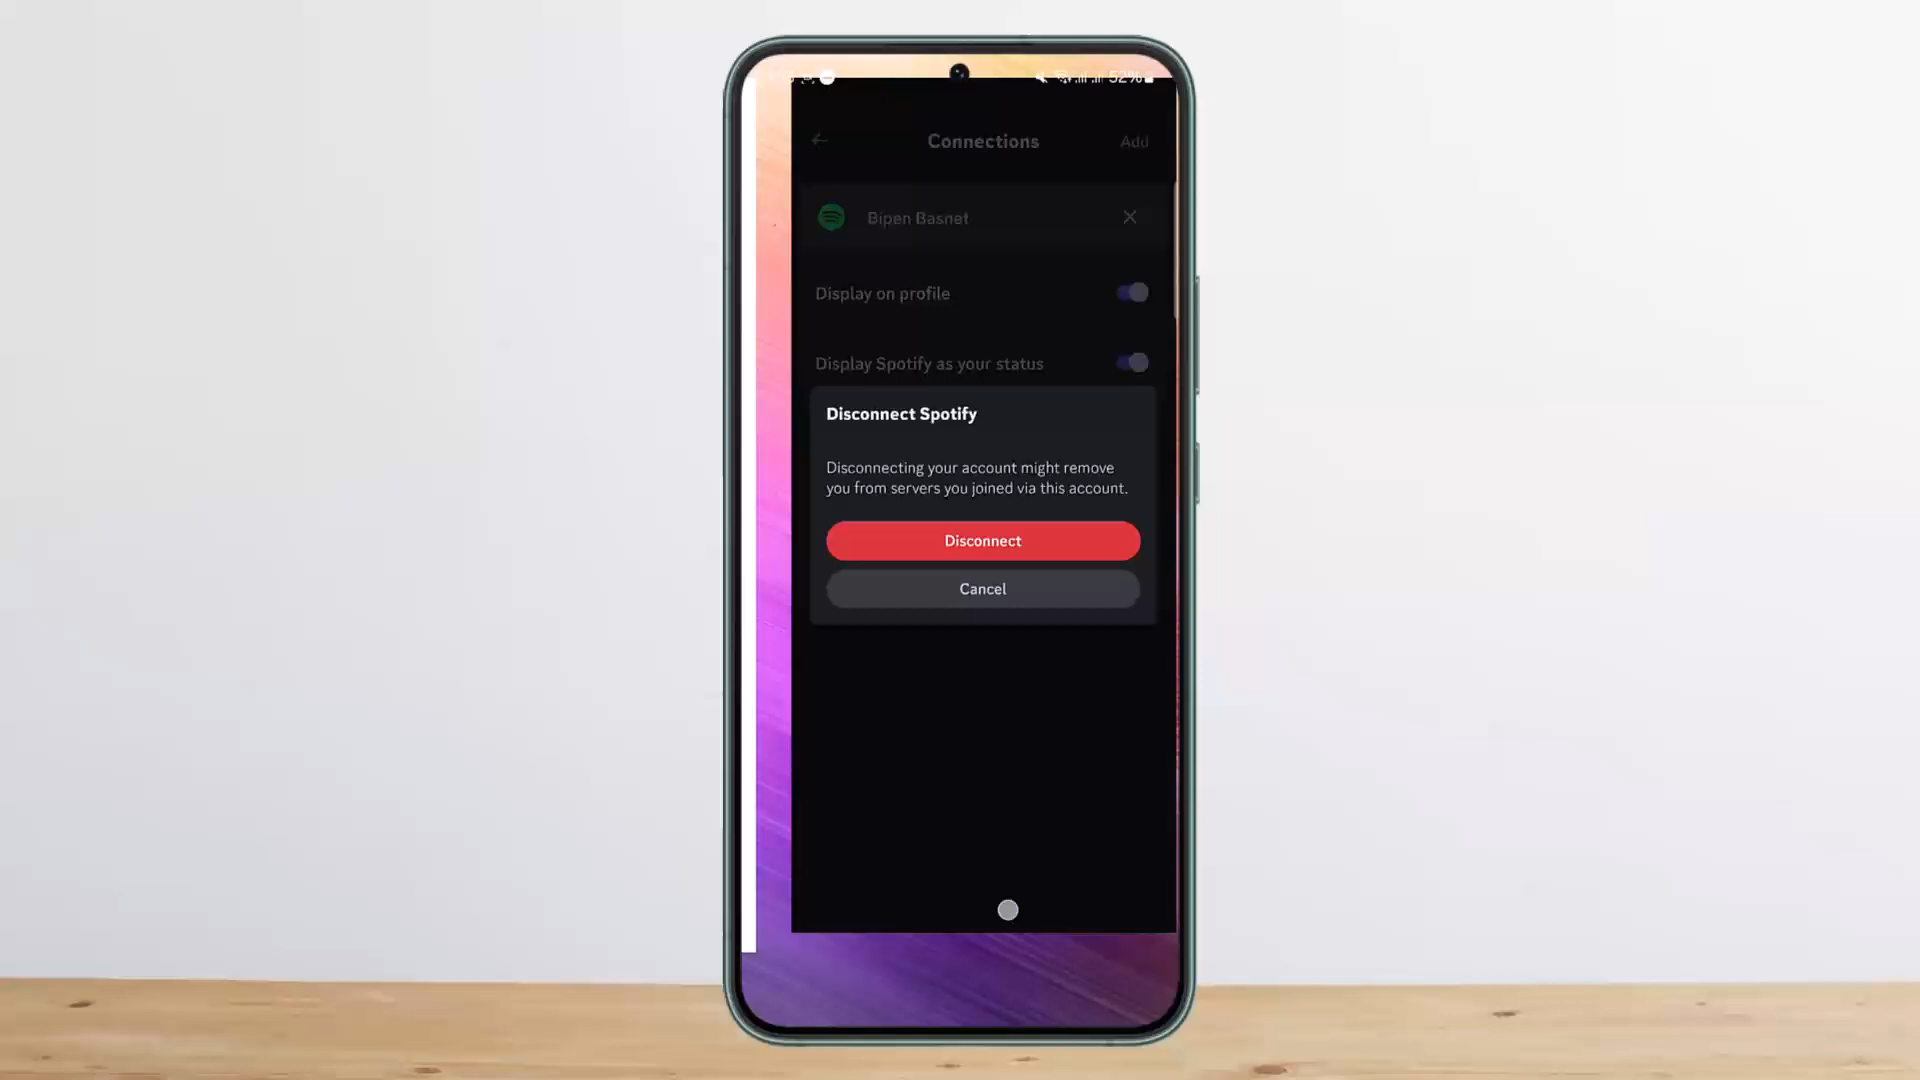 52%
Connections
Add
Bipen Basnet
Display on profile
Display Spotify as your status
Disconnect Spotify
Disconnecting your account might remove
you from servers you joined via this account.
Disconnect
Cancel